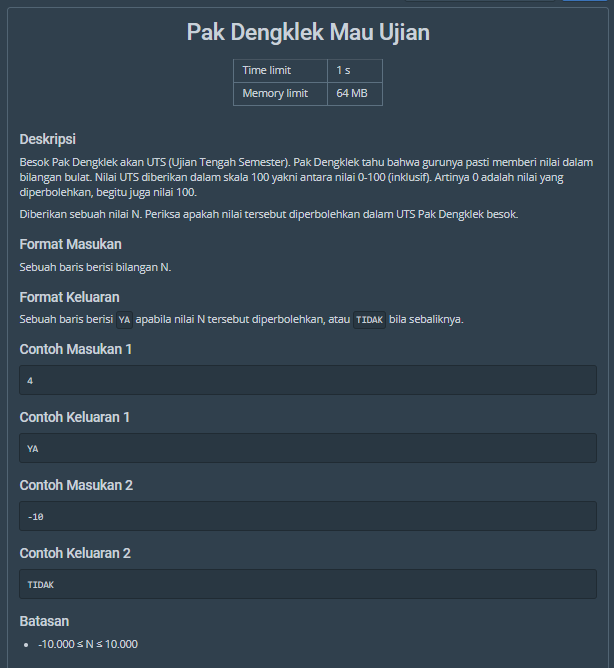 Pak Dengklek Mau Ujian
Time limit 1 s
Memory limit 64 MB
Deskripsi
Besok Pak Dengklek akan UTS (Ujian Tengah Semester). Pak Dengklek tahu bahwa gurunya pasti memberi nilai dalam
bilangan bulat. Nilai UTS diberikan dalam skala 100 yakni antara nilai 0-100 (inklusif). Artinya 0 adalah nilai yang
diperbolehkan, begitu juga nilai 100.
Diberikan sebuah nilai N. Periksa apakah nilai tersebut diperbolehkan dalam UTS Pak Dengklek besok.
Format Masukan
Sebuah baris berisi bilangan N.
Format Keluaran
Sebuah baris berisi YA apabila nilai N tersebut diperbolehkan, atau TIDAK bila sebaliknya.
Contoh Masukan 1
4
Contoh Keluaran 1
YA
Contoh Masukan 2
-10
Contoh Keluaran 2
TIDAK
Batasan
• -10.000 ≤ N ≤ 10.000